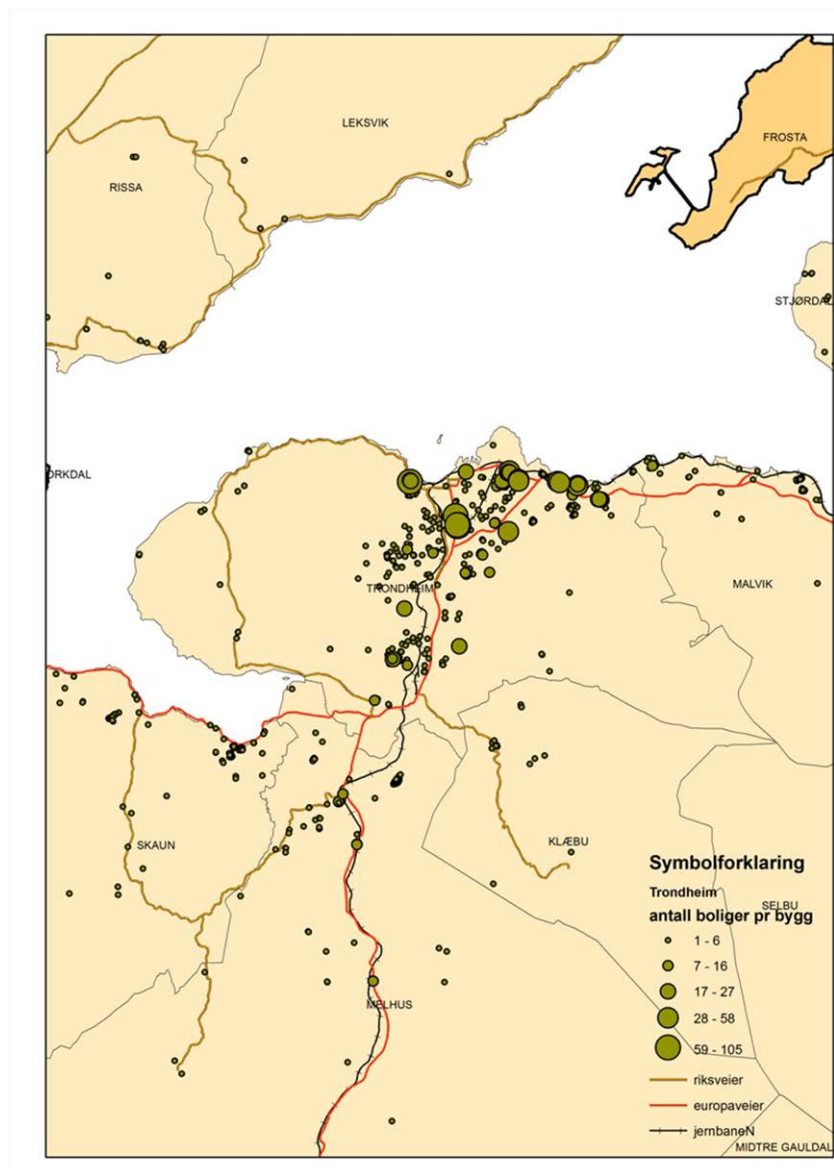 LEKSVIK
FROSTA
RISSA
STJØRDAL
ORKDAL
TRONDHEIM
MALVIK
SKAUN
KLÆBU
Symbolforklaring
Trondheim
SELBU
antall boliger pr bygg
1 - 6
7 - 16
17 - 27
28 - 58
MELHUS
59 - 105
riksveier
europaveier
jernbaneN
MIDTRE GAULDAL